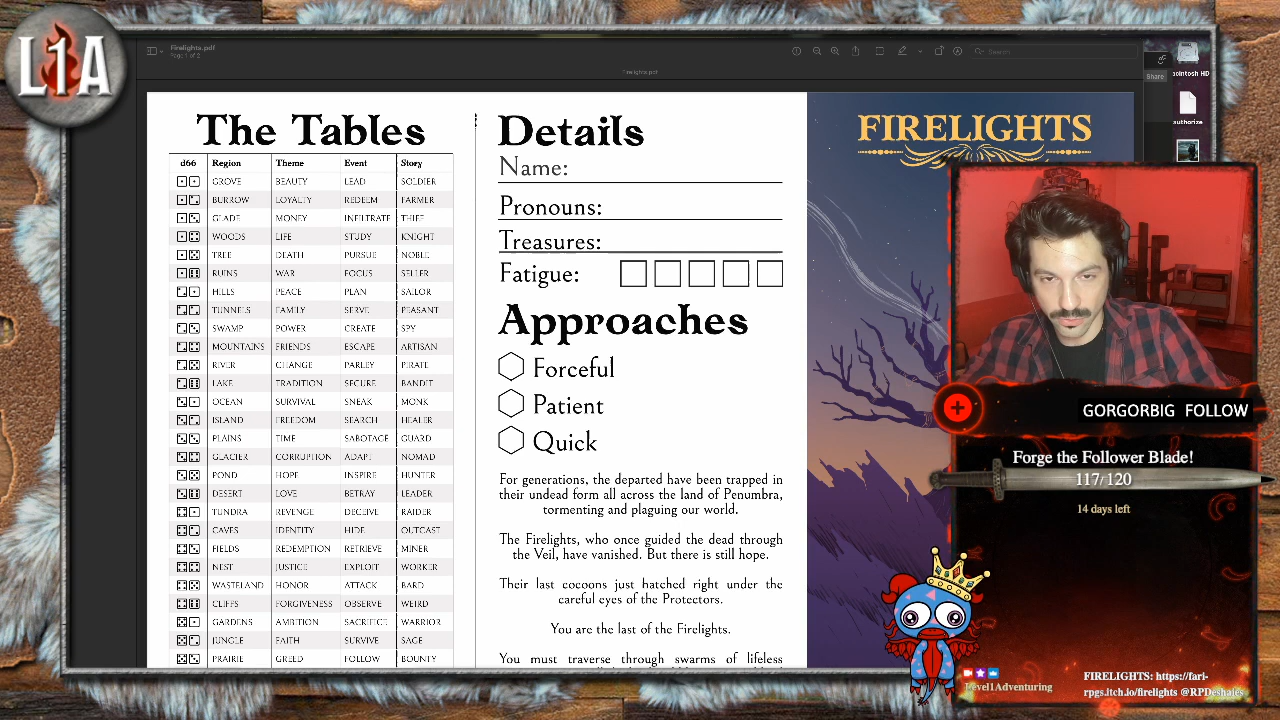 L1A
Firelights.pdf
Page 1 of 2
Search
Firelights.pdf
Share
Macintosh HD
authorize
The Tables
d66 Region Theme Event Story
GROVE BEAUTY LEAD SOLDIER
BURROW LOYALTY REDEEM FARMER
GLADE MONEY INFILTRATE THIEF
WOODS LIFE STUDY KNIGHT
TREE DEATH PURSUE NOBLE
RUINS WAR FOCUS SELLER
HILLS PEACE PLAN SAILOR
TUNNELS FAMILY SERVE PEASANT
SWAMP POWER CREATE SPY
MOUNTAINS FRIENDS ESCAPE ARTISAN
RIVER CHANGE PARLEY PIRATE
LAKE TRADITION SECURE BANDIT
OCEAN SURVIVAL SNEAK MONK
ISLAND FREEDOM SEARCH HEALER
PLAINS TIME SABOTAGE GUARD
GLACIER CORRUPTION ADAPT NOMAD
POND HOPE INSPIRE HUNTER
DESERT LOVE BETRAY LEADER
TUNDRA REVENGE DECEIVE RAIDER
CAVES IDENTITY HIDE OUTCAST
FIELDS REDEMPTION RETRIEVE MINER
NEST JUSTICE EXPLOIT WORKER
WASTELAND HONOR ATTACK BARD
CLIFFS FORGIVENESS OBSERVE WEIRD
GARDENS AMBITION SACRIFICE WARRIOR
JUNGLE FAITH SURVIVE SAGE
PRAIRIE GREED FOLLOW BOUNTY
Details
Name:
Pronouns:
Treasures:
Fatigue:
Approaches
Forceful
Patient
Quick
For generations, the departed have been trapped in
their undead form all across the land of Penumbra,
tormenting and plaguing our world.
The Firelights, who once guided the dead through
the Veil, have vanished. But there is still hope.
Their last cocoons just hatched right under the
careful eyes of the Protectors.
You are the last of the Firelights.
You must traverse through swarms of lifeless
FIRELIGHTS
GORGORBIG FOLLOW
Forge the Follower Blade!
117/120
14 days left
Level1Adventuring
FIRELIGHTS: https://fari-
rpgs.itch.io/firelights @RPDeshaies